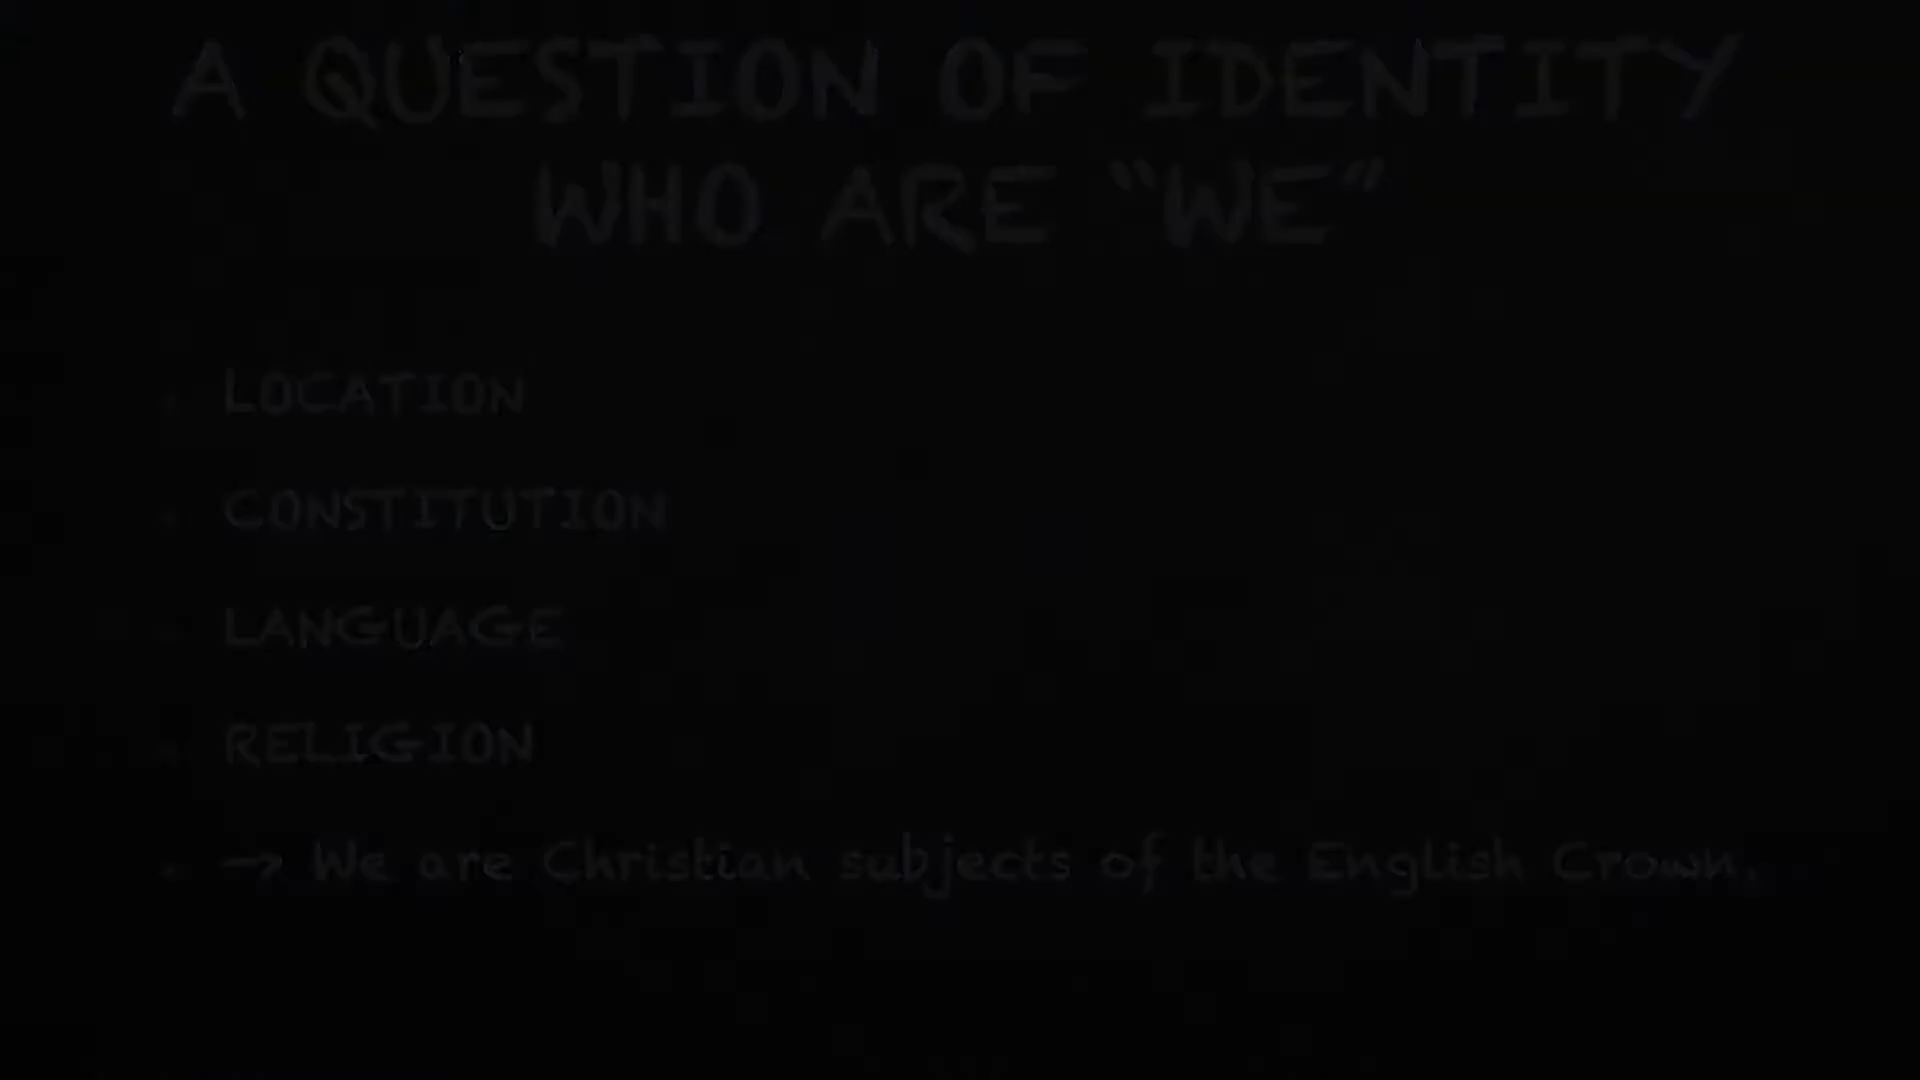 A QUESTION OF IDENTITY
WHO ARE “WE”
LOCATION
CONSTITUTION
LANGUAGE
RELIGION
→ We are Christian subjects of the English Crown.